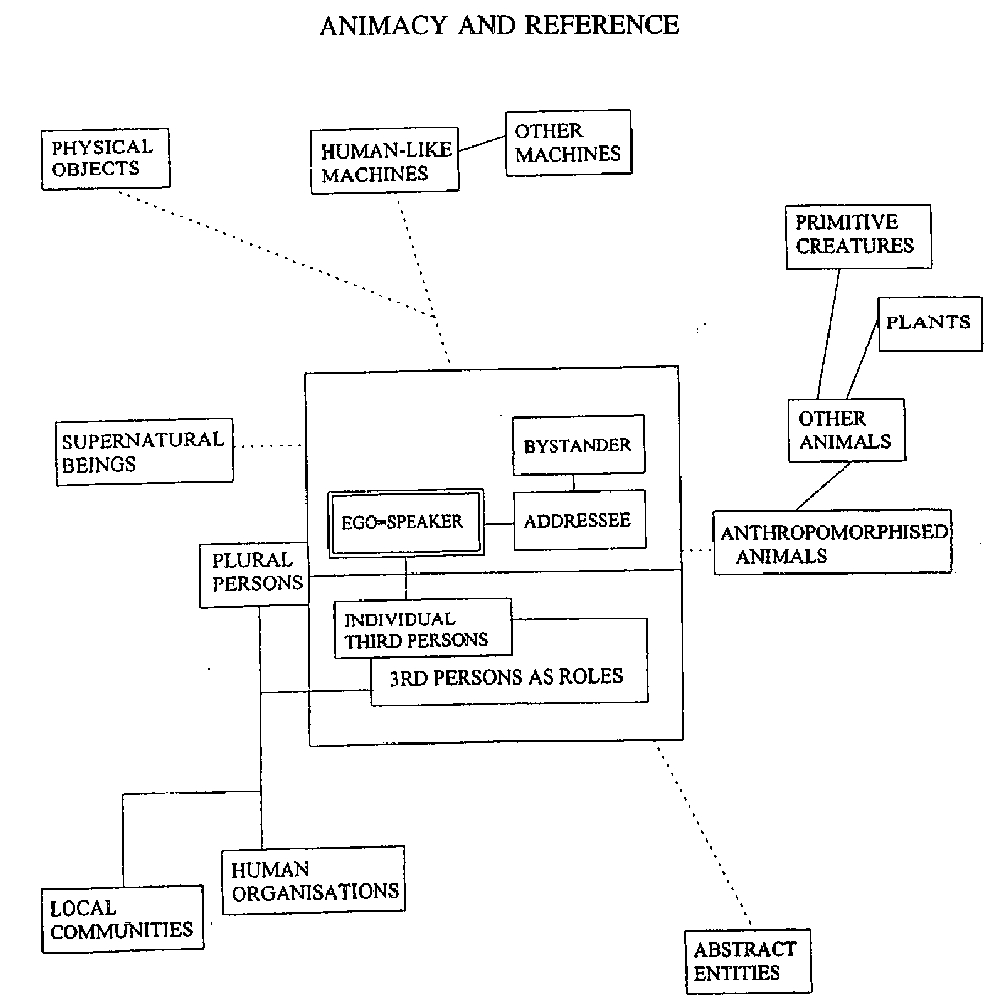 ANIMACY AND REFERENCE
PHYSICAL
OBJECTS
HUMAN-LIKE
MACHINES
OTHER
MACHINES
PRIMITIVE
CREATURES
PLANTS
OTHER
ANIMALS
SUPERNATURAL
BEINGS
BYSTANDER
EGO=SPEAKER
ADDRESSEE
ANTHROPOMORPHISED
ANIMALS
PLURAL
PERSONS
INDIVIDUAL
THIRD PERSONS
3RD PERSONS AS ROLES
HUMAN
ORGANISATIONS
LOCAL
COMMUNITIES
ABSTRACT
ENTITIES